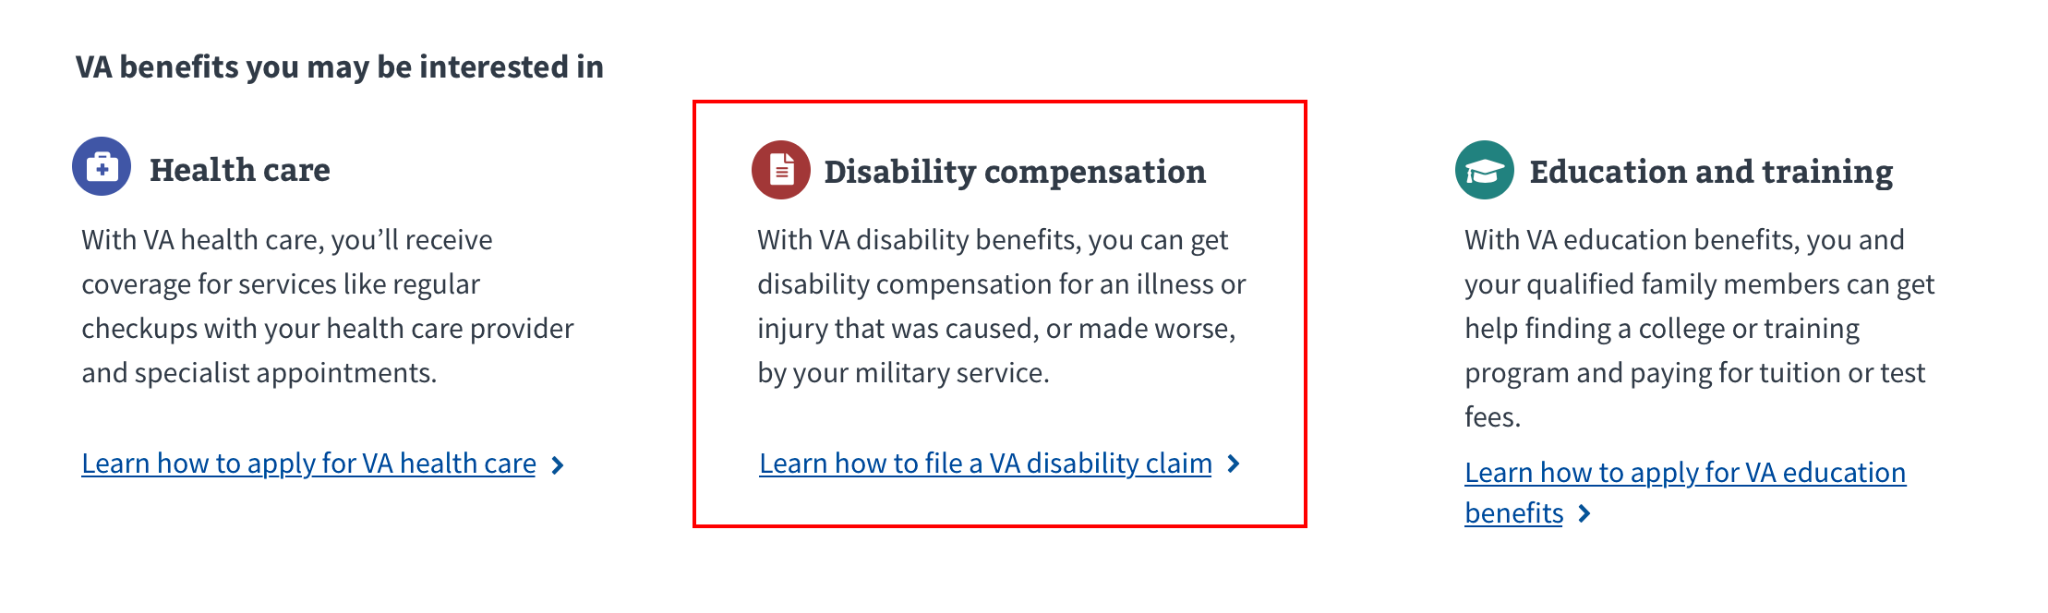 VA benefits you may be interested in
Health care
With VA health care, you’ll receive
coverage for services like regular
checkups with your health care provider
and specialist appointments.
Learn how to apply for VA health care
Disability compensation
With VA disability benefits, you can get
disability compensation for an illness or
injury that was caused, or made worse,
by your military service.
Learn how to file a VA disability claim
Education and training
With VA education benefits, you and
your qualified family members can get
help finding a college or training
program and paying for tuition or test
fees.
Learn how to apply for VA education
benefits